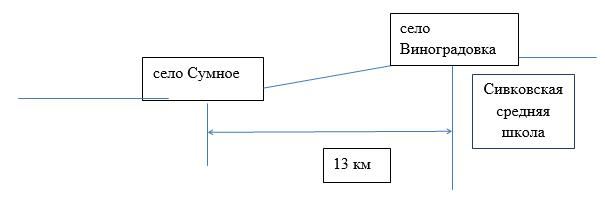 село
Виноградовка
село Сумное
Сивковская
средняя
школа
13 км